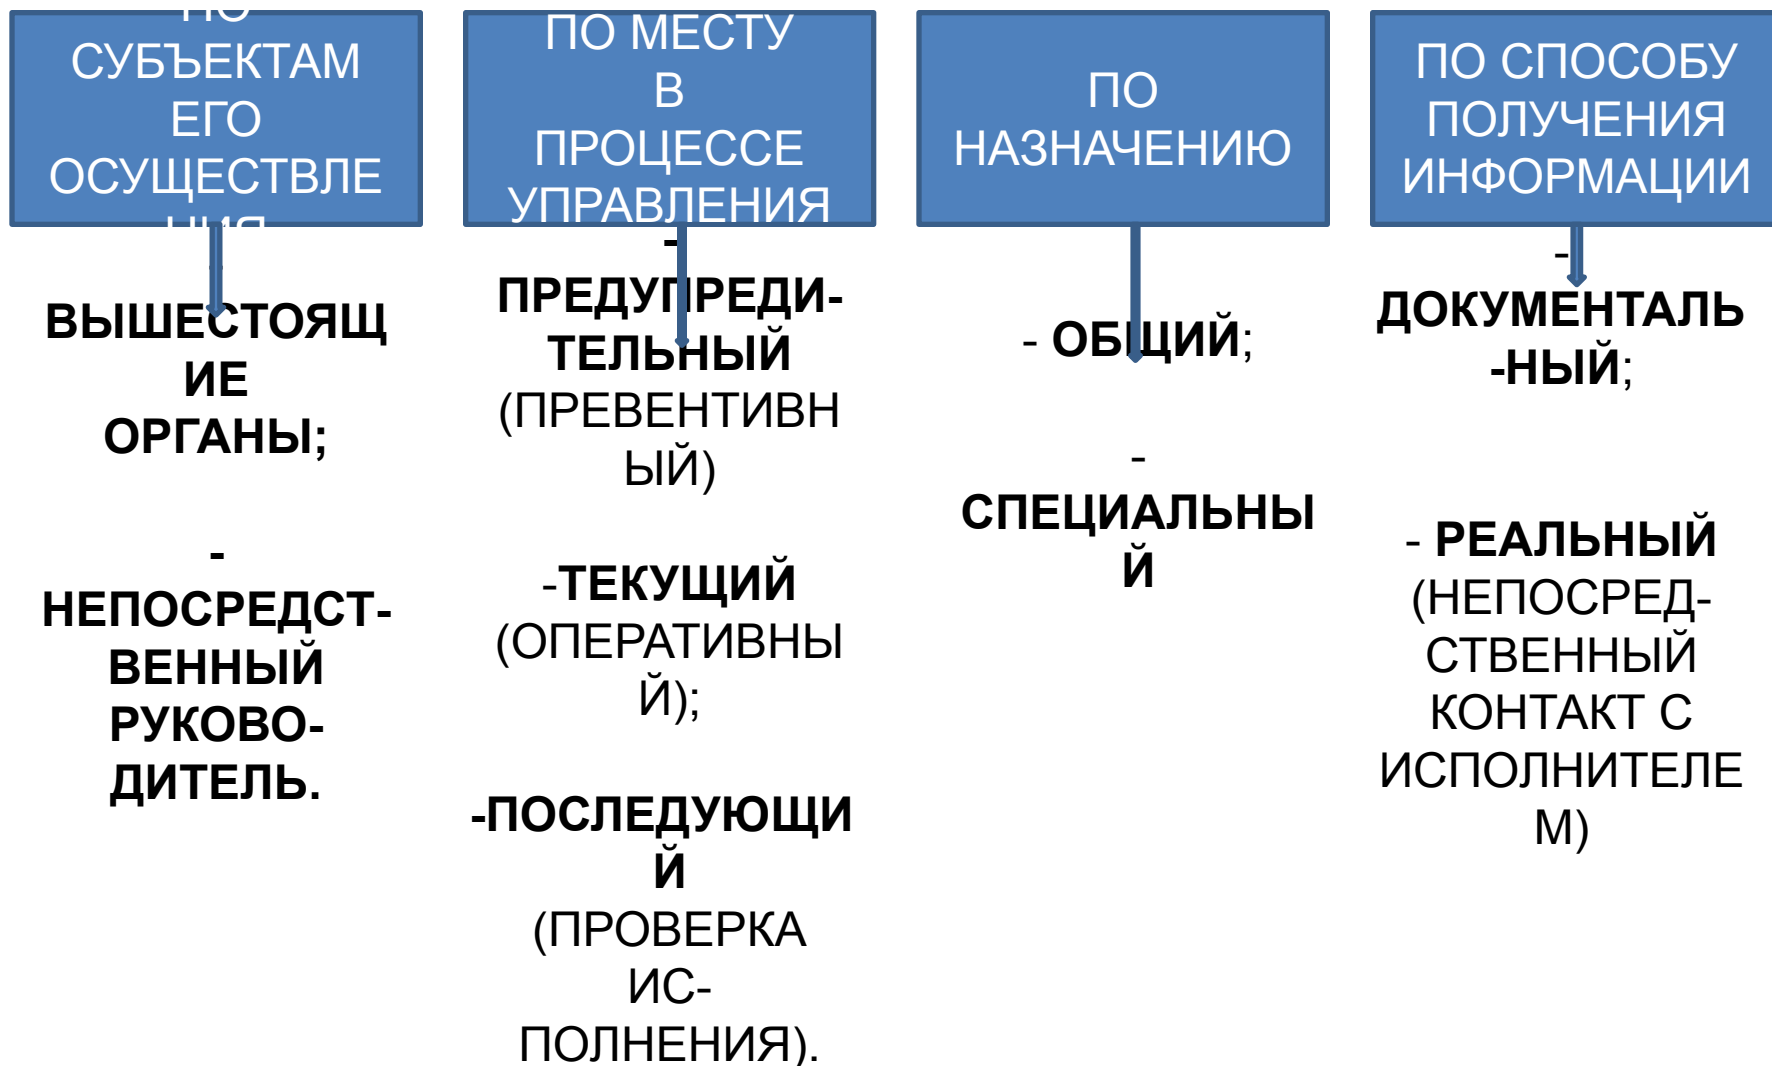 ПО
СУБЪЕКТАМ
ЕГО
ОСУЩЕСТВЛЕ
НИЯ
ВЫШЕСТОЯЩ
ИЕ
ОРГАНЫ;
-
НЕПОСРЕДСТ-
ВЕННЫЙ
РУКОВО-
ДИТЕЛЬ.
ПО МЕСТУ
В
ПРОЦЕССЕ
УПРАВЛЕНИЯ
-
ПРЕДУПРЕДИ-
ТЕЛЬНЫЙ
(ПРЕВЕНТИВН
ЫЙ)
-ТЕКУЩИЙ
(ОПЕРАТИВНЫ
Й);
-ПОСЛЕДУЮЩИ
Й
(ПРОВЕРКА
ИС-
ПОЛНЕНИЯ).
ПО
НАЗНАЧЕНИЮ
- ОБЩИЙ;
-
СПЕЦИАЛЬНЫ
Й
ПО СПОСОБУ
ПОЛУЧЕНИЯ
ИНФОРМАЦИИ
-
ДОКУМЕНТАЛЬ
-НЫЙ;
- РЕАЛЬНЫЙ
(НЕПОСРЕД-
СТВЕННЫЙ
КОНТАКТ С
ИСПОЛНИТЕЛЕ
М)